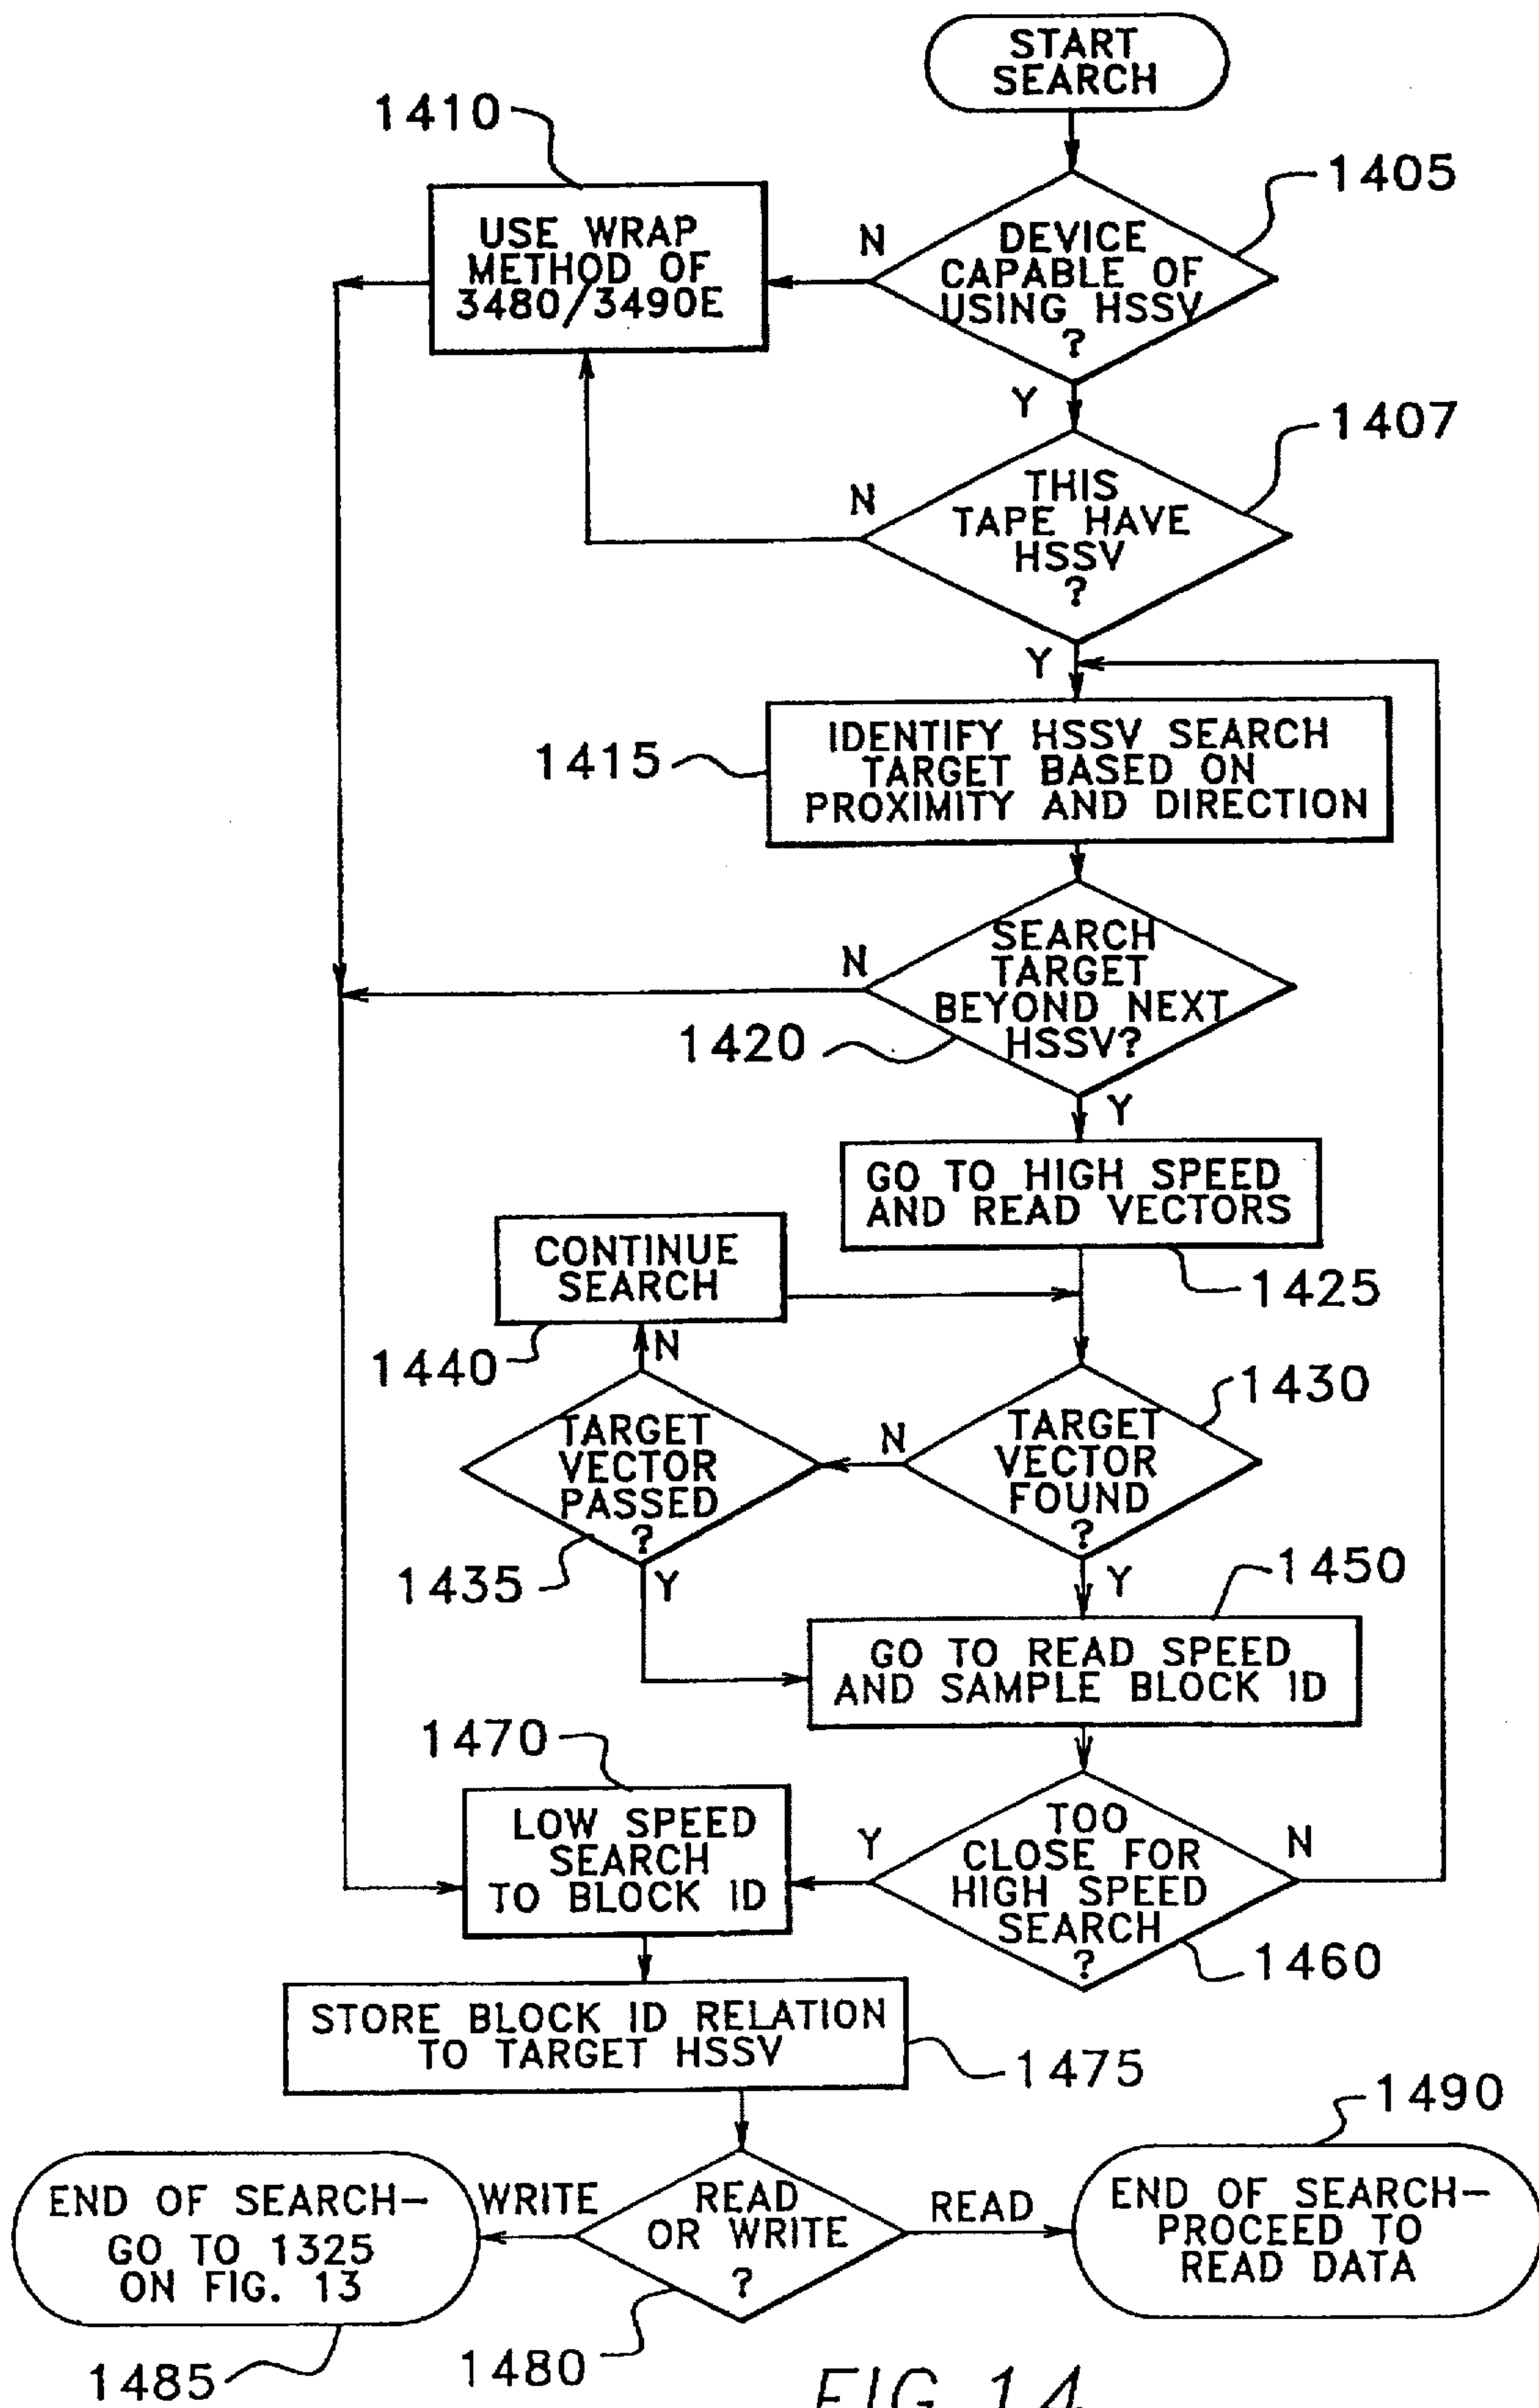 START
SEARCH
1410
1405
USE WRAP
METHOD OF
3480/3490E
N
DEVICE
CAPABLE OF
USING HSSV
?
Y
1407
N
THIS
TAPE HAVE
HSSV
?
Y
1415
IDENTIFY HSSV SEARCH
TARGET BASED ON
PROXIMITY AND DIRECTION
N
SEARCH
TARGET
BEYOND NEXT
HSSV?
1420
Y
GO TO HIGH SPEED
AND READ VECTORS
CONTINUE
SEARCH
1425
1440
N
1430
TARGET
VECTOR
PASSED
?
N
TARGET
VECTOR
FOUND
?
1435
Y
Y
1450
GO TO READ SPEED
AND SAMPLE BLOCK ID
1470
LOW SPEED
SEARCH
TO BLOCK ID
Y
TOO
CLOSE FOR
HIGH SPEED
SEARCH
?
N
1460
STORE BLOCK ID RELATION
TO TARGET HSSV
1475
1490
END OF SEARCH-
GO TO 1325
ON FIG. 13
WRITE
READ
OR WRITE
?
READ
END OF SEARCH-
PROCEED TO
READ DATA
1485
1480
FIG 14